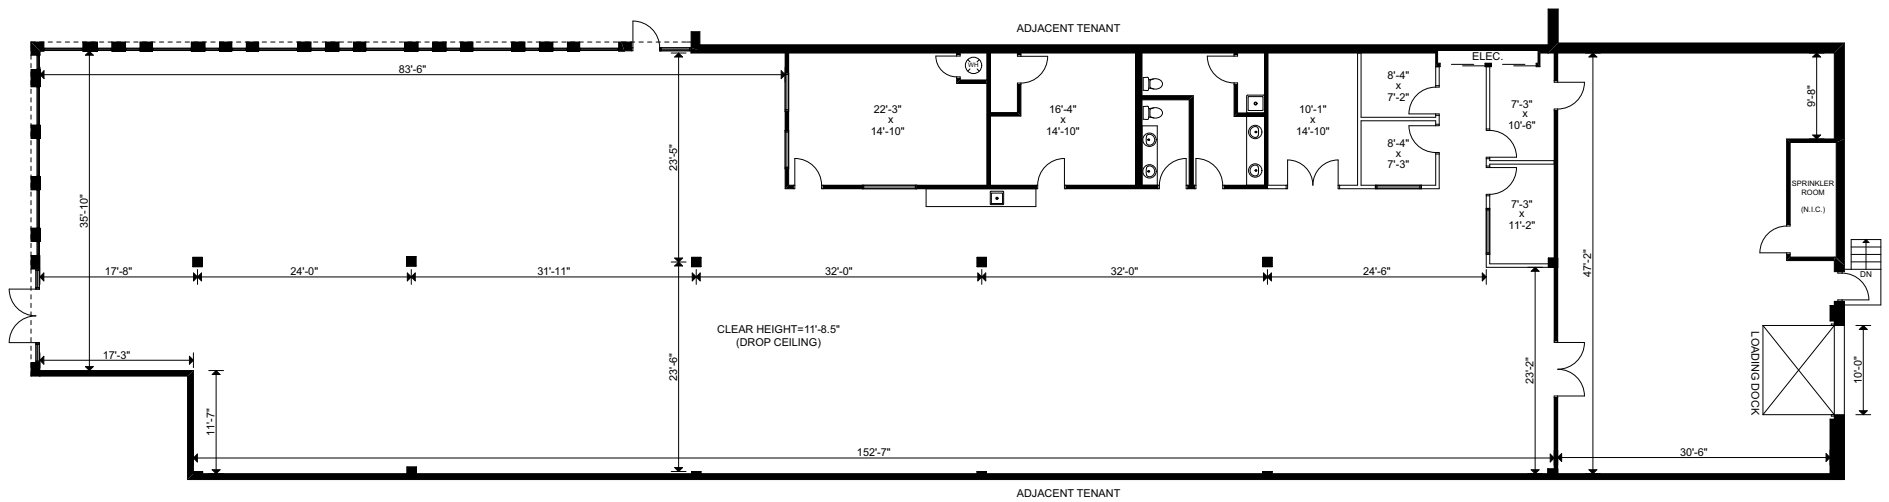 ADJACENT TENANT
83'-6"
WH
ELEC.
22'-3"
x
14'-10"
16'-4"
x
14'-10"
10'-1"
x
14'-10"
8'-4"
x
7'-2"
7'-3"
x
10'-6"
9'-8"
23'-5"
8'-4"
x
7'-3"
35'-10"
SPRINKLER
ROOM
(N.I.C.)
7'-3"
x
11'-2"
47'-2"
17'-8"
24'-0"
31'-11"
32'-0"
32'-0"
24'-6"
DN
CLEAR HEIGHT=11'-8.5"
(DROP CEILING)
17'-3"
23'-6"
23'-2"
LOADING DOCK
10'-0"
11'-7"
152'-7"
30'-6"
ADJACENT TENANT